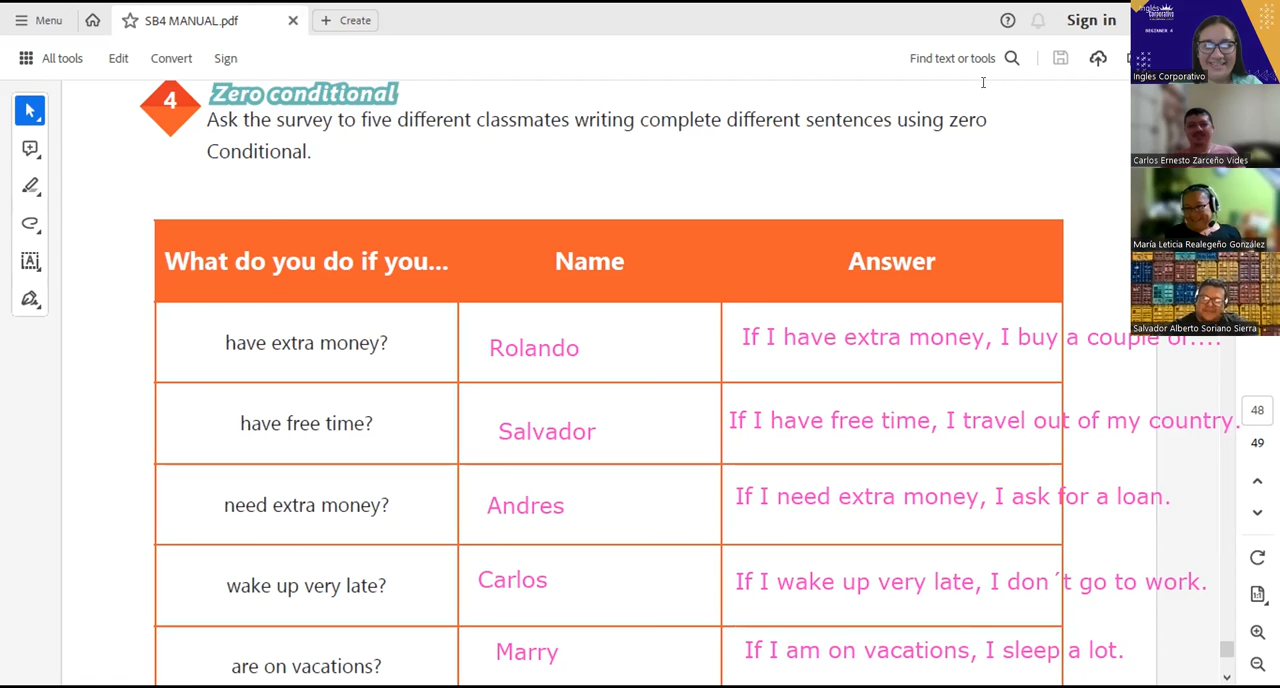 Menu
SB4 MANUAL.pdf
Create
Sign in
All tools
Edit
Convert
Sign
Find text or tools
Inglés
Corporativo
BEGINNER 4
Ingles Corporativo
Carlos Ernesto Zarceño Vides
María Leticia Realegeño González
Salvador Alberto Soriano Sierra
4
Zero conditional
Ask the survey to five different classmates writing complete different sentences using zero
Conditional.
What do you do if you...
Name
Answer
have extra money?
Rolando
If I have extra money, I buy a couple of....
have free time?
Salvador
If I have free time, I travel out of my country.
need extra money?
Andres
If I need extra money, I ask for a loan.
wake up very late?
Carlos
If I wake up very late, I don´t go to work.
are on vacations?
Marry
If I am on vacations, I sleep a lot.
48
49